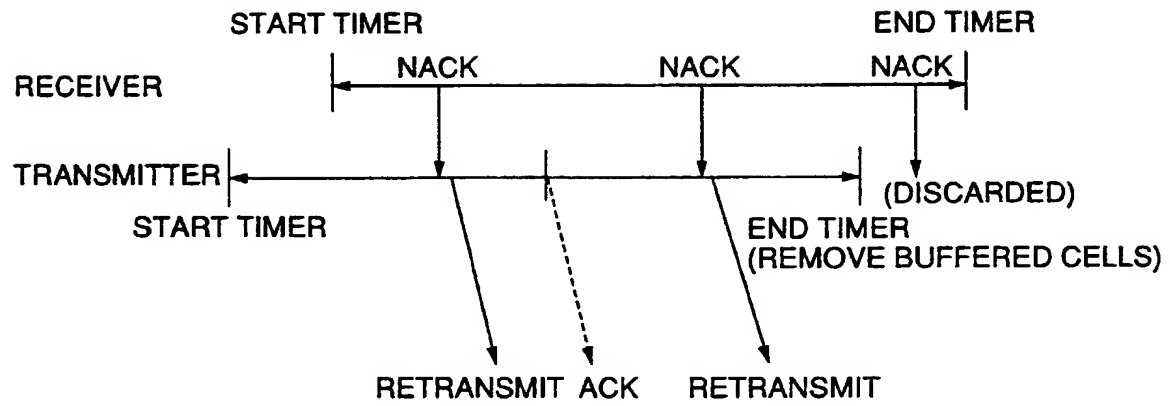 START TIMER
END TIMER
NACK
NACK
NACK
RECEIVER
TRANSMITTER
(DISCARDED)
START TIMER
END TIMER
(REMOVE BUFFERED CELLS)
RETRANSMIT
ACK
RETRANSMIT